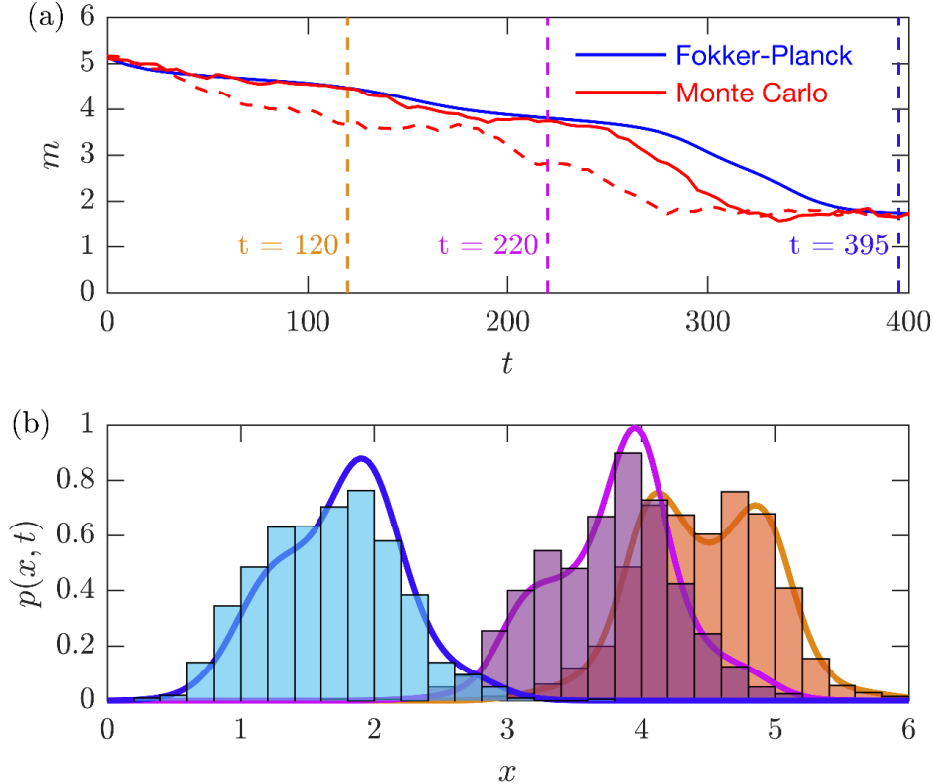 (a)
6
5
4
3
2
1
0
m
Fokker-Planck
Monte Carlo
t = 120
t = 220
t = 395
0 100 200 300 400
t
(b)
1
0.8
0.6
0.4
0.2
0
p(x, t)
0 1 2 3 4 5 6
x